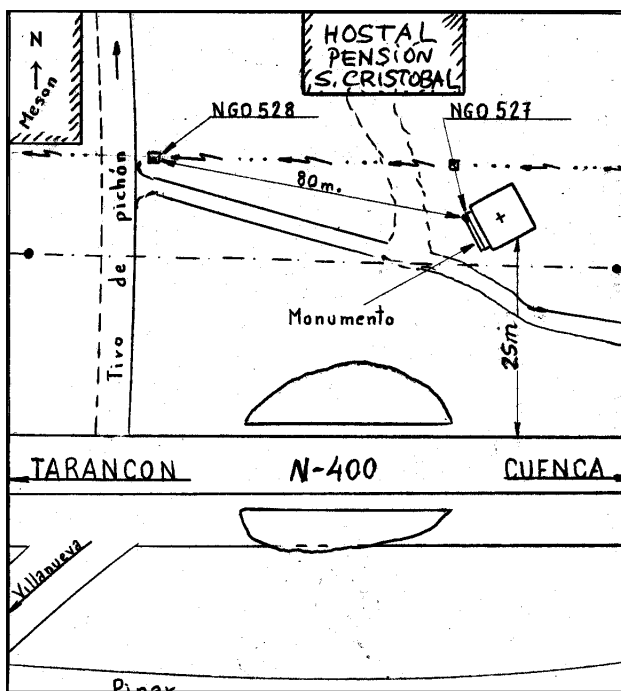 N
Meson
HOSTAL
PENSIÓN
S. CRISTOBAL
NGO 528
NGO 527
80m.
Tiro de pichón
Monumento
25m
TARANCON
N-400
CUENCA
Villanueva
Pinar